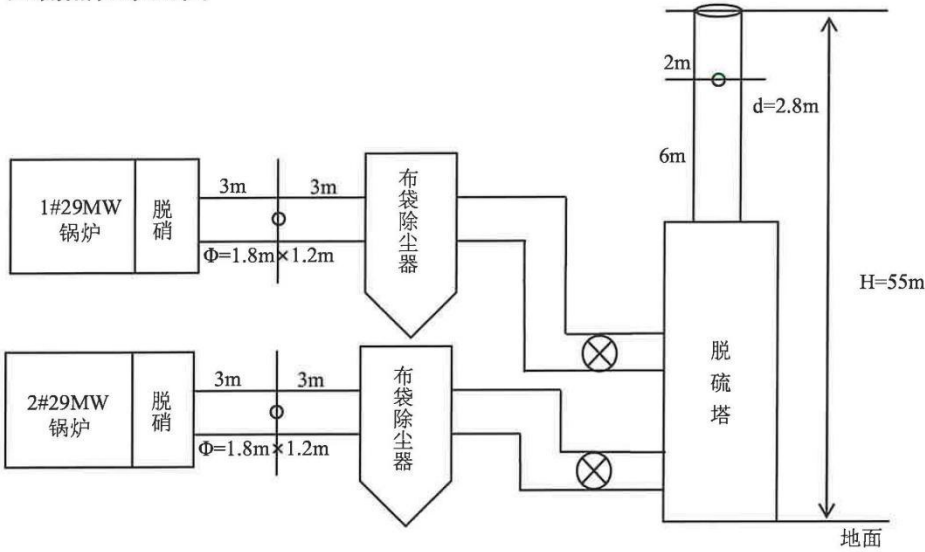 2m
d=2.8m
6m
H=55m
1#29MW
锅炉
脱硝
3m
3m
Φ=1.8m×1.2m
布袋除尘器
2#29MW
锅炉
脱硝
3m
3m
Φ=1.8m×1.2m
布袋除尘器
脱硫塔
地面